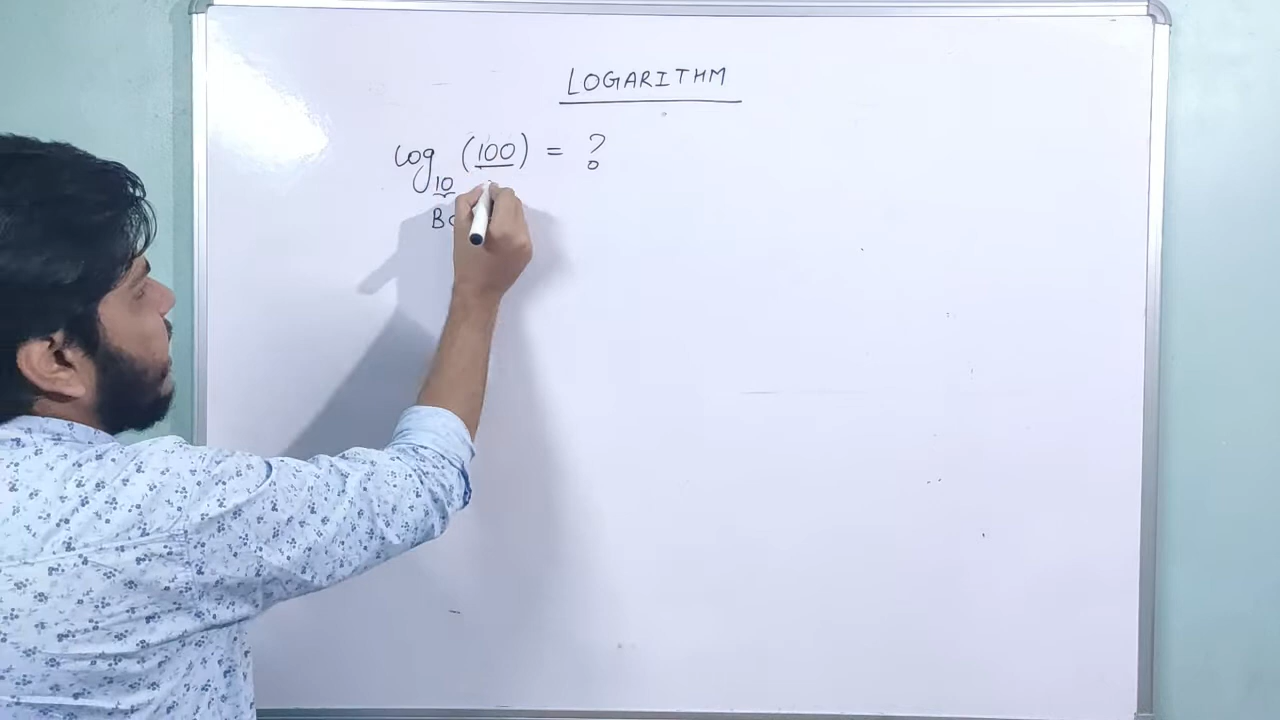 LOGARITHM
log₁₀ (100) = ?